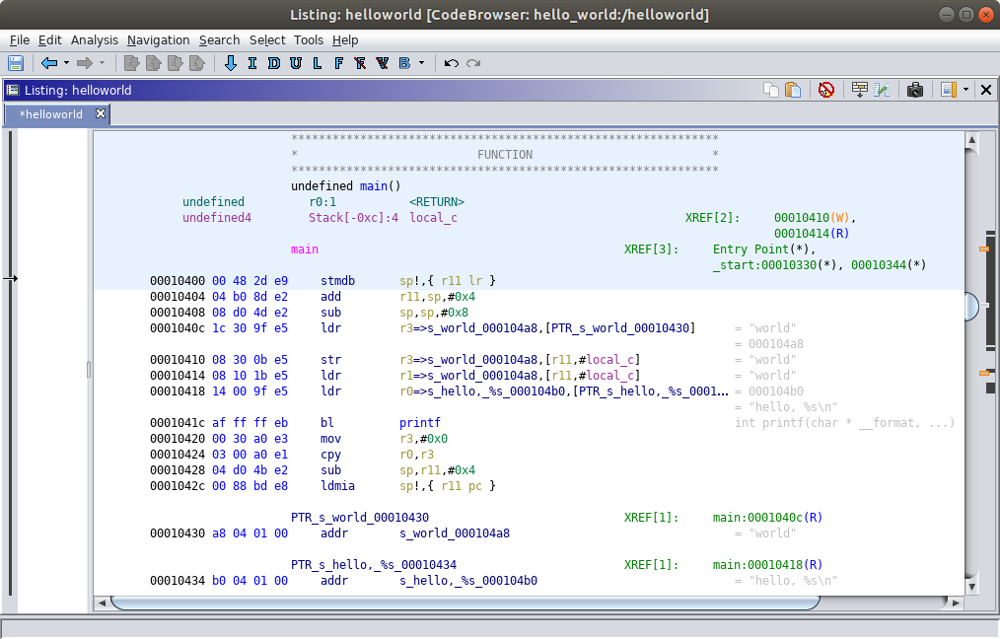 Listing: helloworld [CodeBrowser: hello_world:/helloworld]
File Edit Analysis Navigation Search Select Tools Help
I D U L F B
Listing: helloworld
*helloworld
**************************************************************
* FUNCTION *
**************************************************************
undefined main()
undefined r0:1 <RETURN>
undefined4 Stack[-0xc]:4 local_c XREF[2]: 00010410(W),
00010414(R)
main XREF[3]: Entry Point(*),
_start:00010330(*), 00010344(*)
00010400 00 48 2d e9 stmdb sp!,{ r11 lr }
00010404 04 b0 8d e2 add r11,sp,#0x4
00010408 08 d0 4d e2 sub sp,sp,#0x8
0001040c 1c 30 9f e5 ldr r3=>s_world_000104a8,[PTR_s_world_00010430] = "world"
= 000104a8
00010410 08 30 0b e5 str r3=>s_world_000104a8,[r11,#local_c] = "world"
00010414 08 10 1b e5 ldr r1=>s_world_000104a8,[r11,#local_c] = "world"
00010418 14 00 9f e5 ldr r0=>s_hello,_%s_000104b0,[PTR_s_hello,_%s_0001... = 000104b0
= "hello, %s\n"
0001041c af ff ff eb bl printf int printf(char * __format, ...)
00010420 00 30 a0 e3 mov r3,#0x0
00010424 03 00 a0 e1 cpy r0,r3
00010428 04 d0 4b e2 sub sp,r11,#0x4
0001042c 00 88 bd e8 ldmia sp!,{ r11 pc }
PTR_s_world_00010430 XREF[1]: main:0001040c(R)
00010430 a8 04 01 00 addr s_world_000104a8 = "world"
PTR_s_hello,_%s_00010434 XREF[1]: main:00010418(R)
00010434 b0 04 01 00 addr s_hello,_%s_000104b0 = "hello, %s\n"